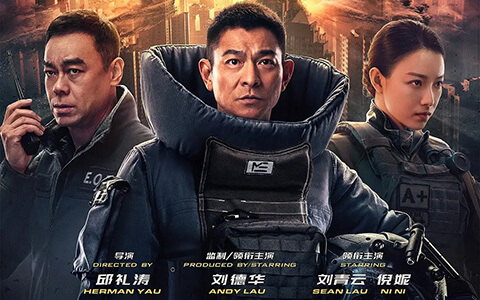 E.O
A+
导演
DIRECTED BY
邱礼涛
HERMAN YAU
监制/领衔主演
PRODUCED BY/STARRING
刘德华
ANDY LAU
领衔主演
STARRING
刘青云 倪妮
SEAN LAU NI NI